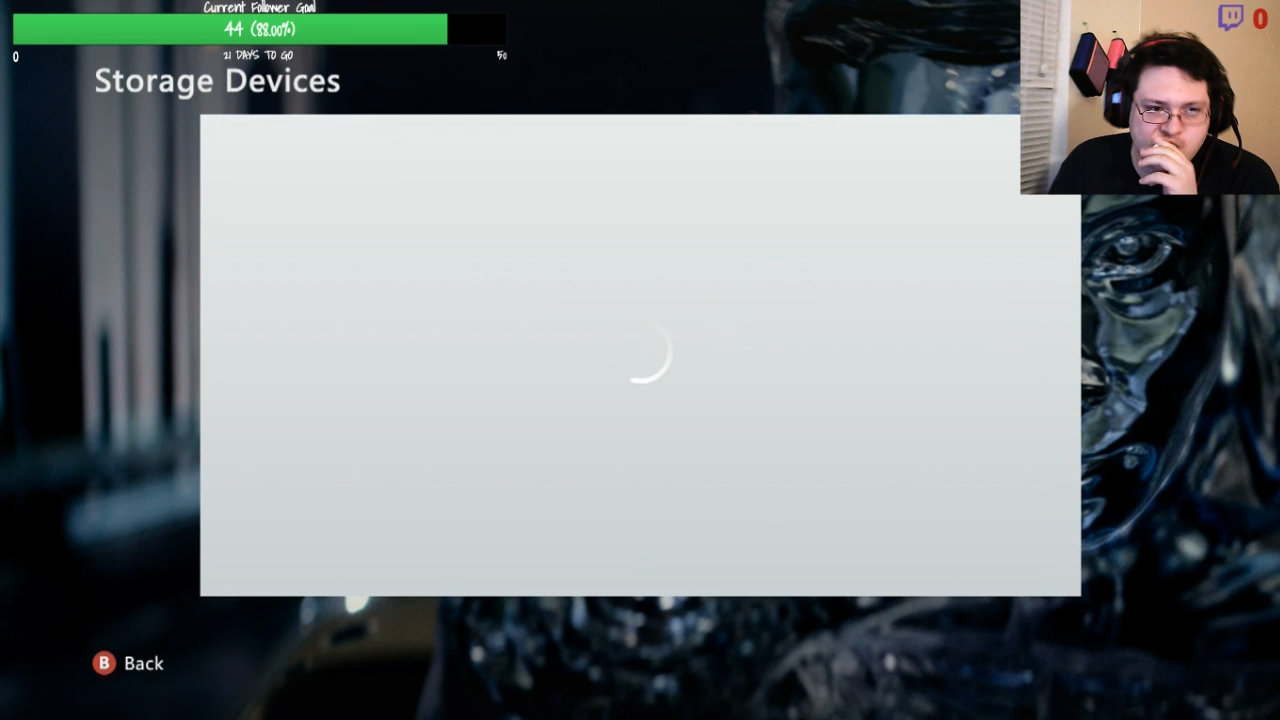 Current Follower Goal
44 (88.00%)
0
21 DAYS TO GO
50
0
Storage Devices
B Back